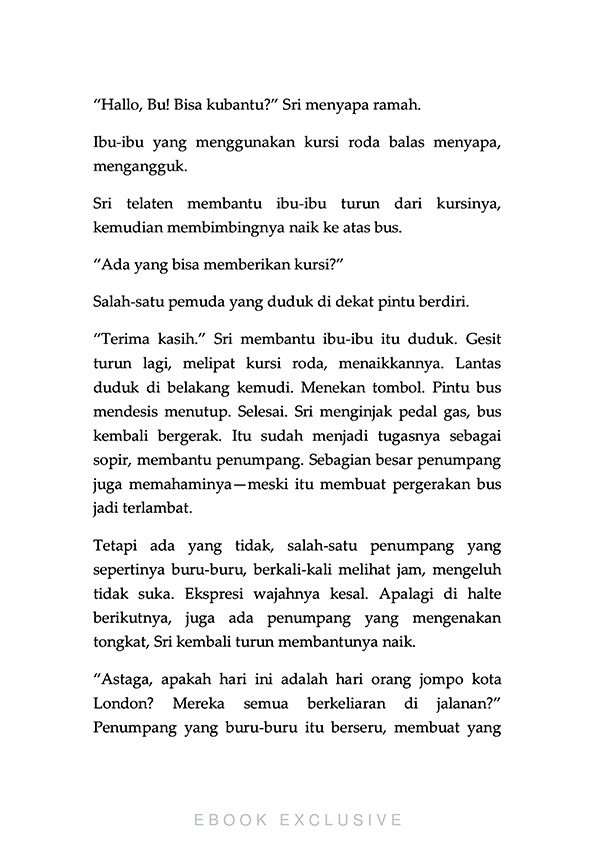 “Hallo, Bu! Bisa kubantu?” Sri menyapa ramah.
Ibu-ibu yang menggunakan kursi roda balas menyapa,
mengangguk.
Sri telaten membantu ibu-ibu turun dari kursinya,
kemudian membimbingnya naik ke atas bus.
“Ada yang bisa memberikan kursi?”
Salah-satu pemuda yang duduk di dekat pintu berdiri.
“Terima kasih.” Sri membantu ibu-ibu itu duduk. Gesit
turun lagi, melipat kursi roda, menaikkannya. Lantas
duduk di belakang kemudi. Menekan tombol. Pintu bus
mendesis menutup. Selesai. Sri menginjak pedal gas, bus
kembali bergerak. Itu sudah menjadi tugasnya sebagai
sopir, membantu penumpang. Sebagian besar penumpang
juga memahaminya—meski itu membuat pergerakan bus
jadi terlambat.
Tetapi ada yang tidak, salah-satu penumpang yang
sepertinya buru-buru, berkali-kali melihat jam, mengeluh
tidak suka. Ekspresi wajahnya kesal. Apalagi di halte
berikutnya, juga ada penumpang yang mengenakan
tongkat, Sri kembali turun membantunya naik.
“Astaga, apakah hari ini adalah hari orang jompo kota
London? Mereka semua berkeliaran di jalanan?”
Penumpang yang buru-buru itu berseru, membuat yang
EBOOK EXCLUSIVE